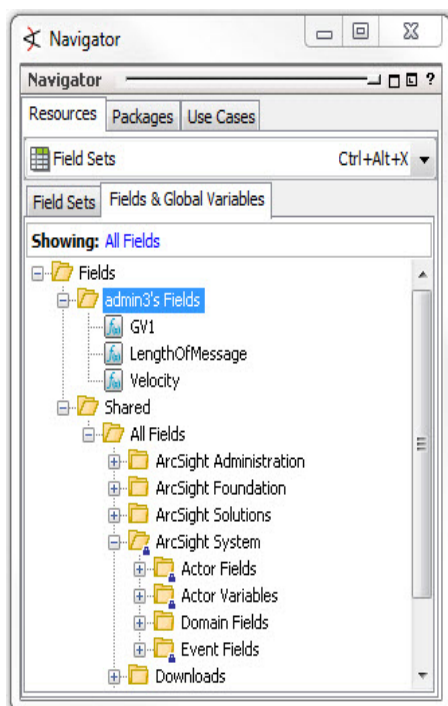 Navigator
Navigator ?
Resources Packages Use Cases
Field Sets Ctrl+Alt+X
Field Sets Fields & Global Variables
Showing: All Fields
Fields
admin3's Fields
GV1
LengthOfMessage
Velocity
Shared
All Fields
ArcSight Administration
ArcSight Foundation
ArcSight Solutions
ArcSight System
Actor Fields
Actor Variables
Domain Fields
Event Fields
Downloads